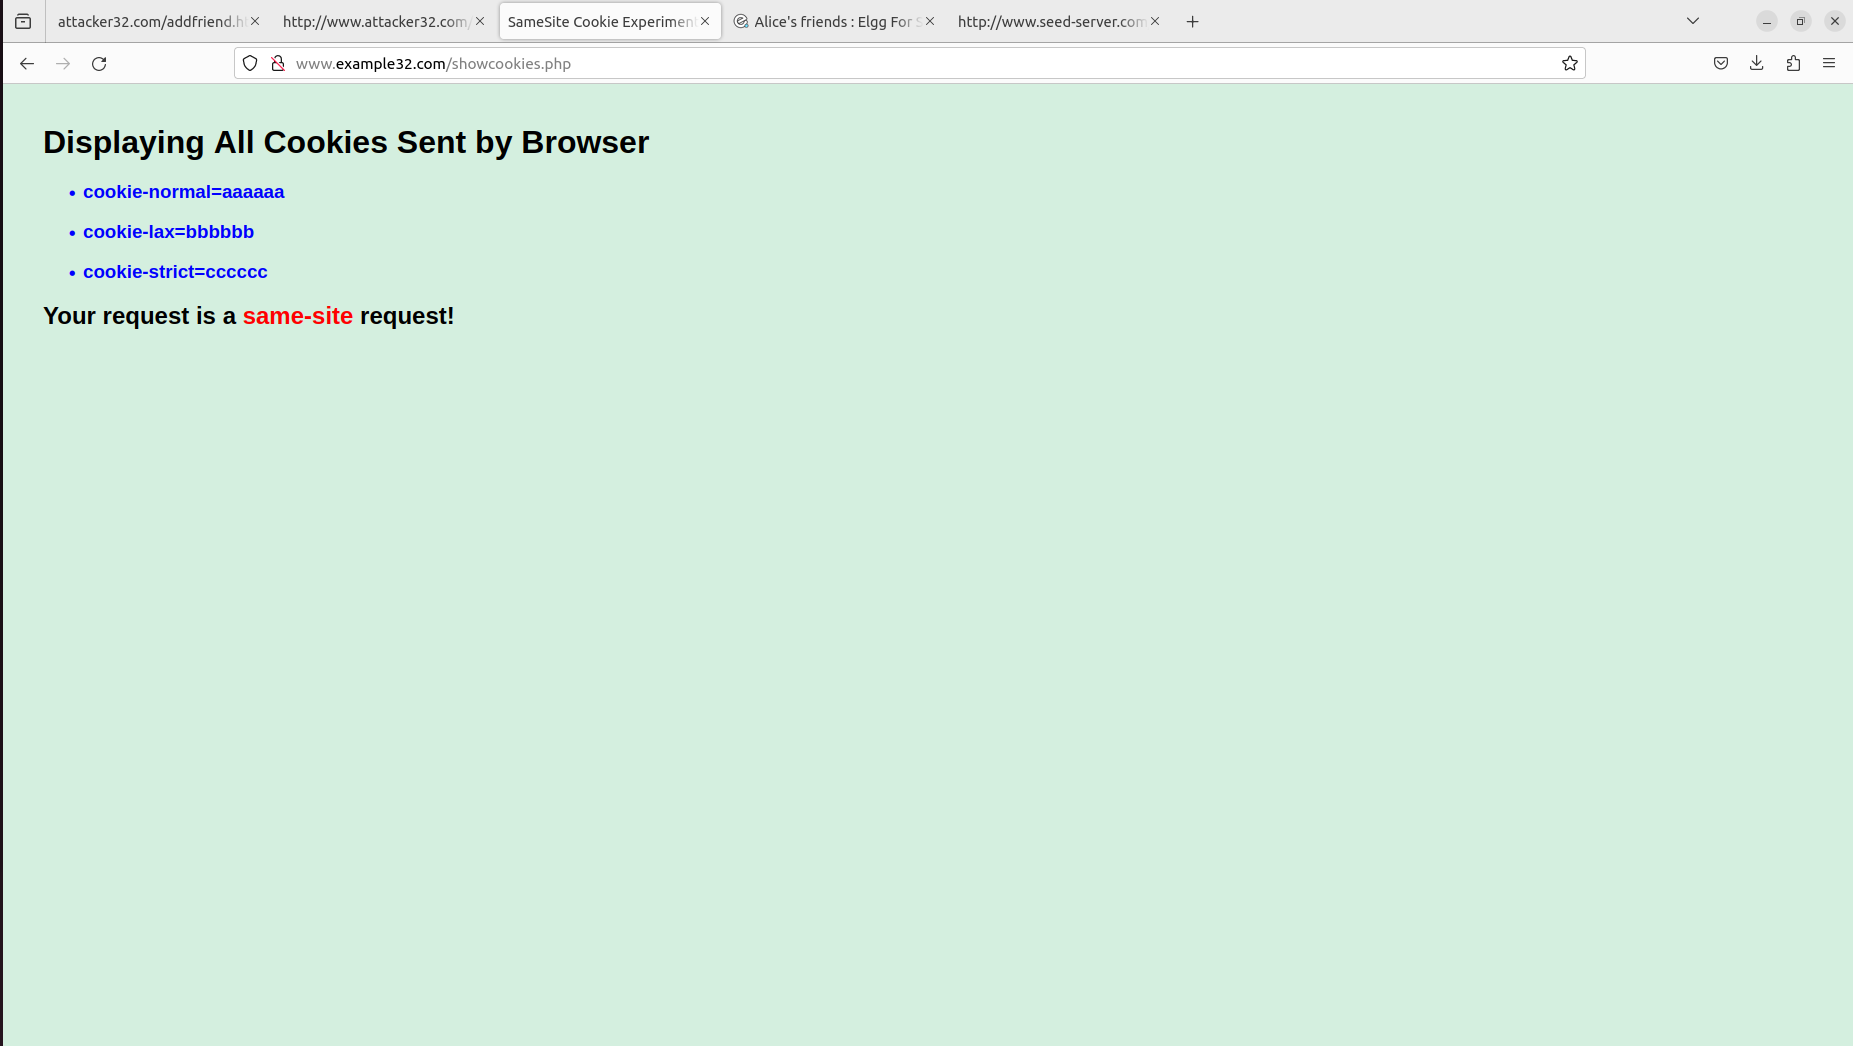 attacker32.com/addfriend.h
http://www.attacker32.com/
SameSite Cookie Experimen
Alice's friends : Elgg For S
http://www.seed-server.com
www.example32.com/showcookies.php
Displaying All Cookies Sent by Browser
• cookie-normal=aaaaaa
• cookie-lax=bbbbbb
• cookie-strict=cccccc
Your request is a same-site request!